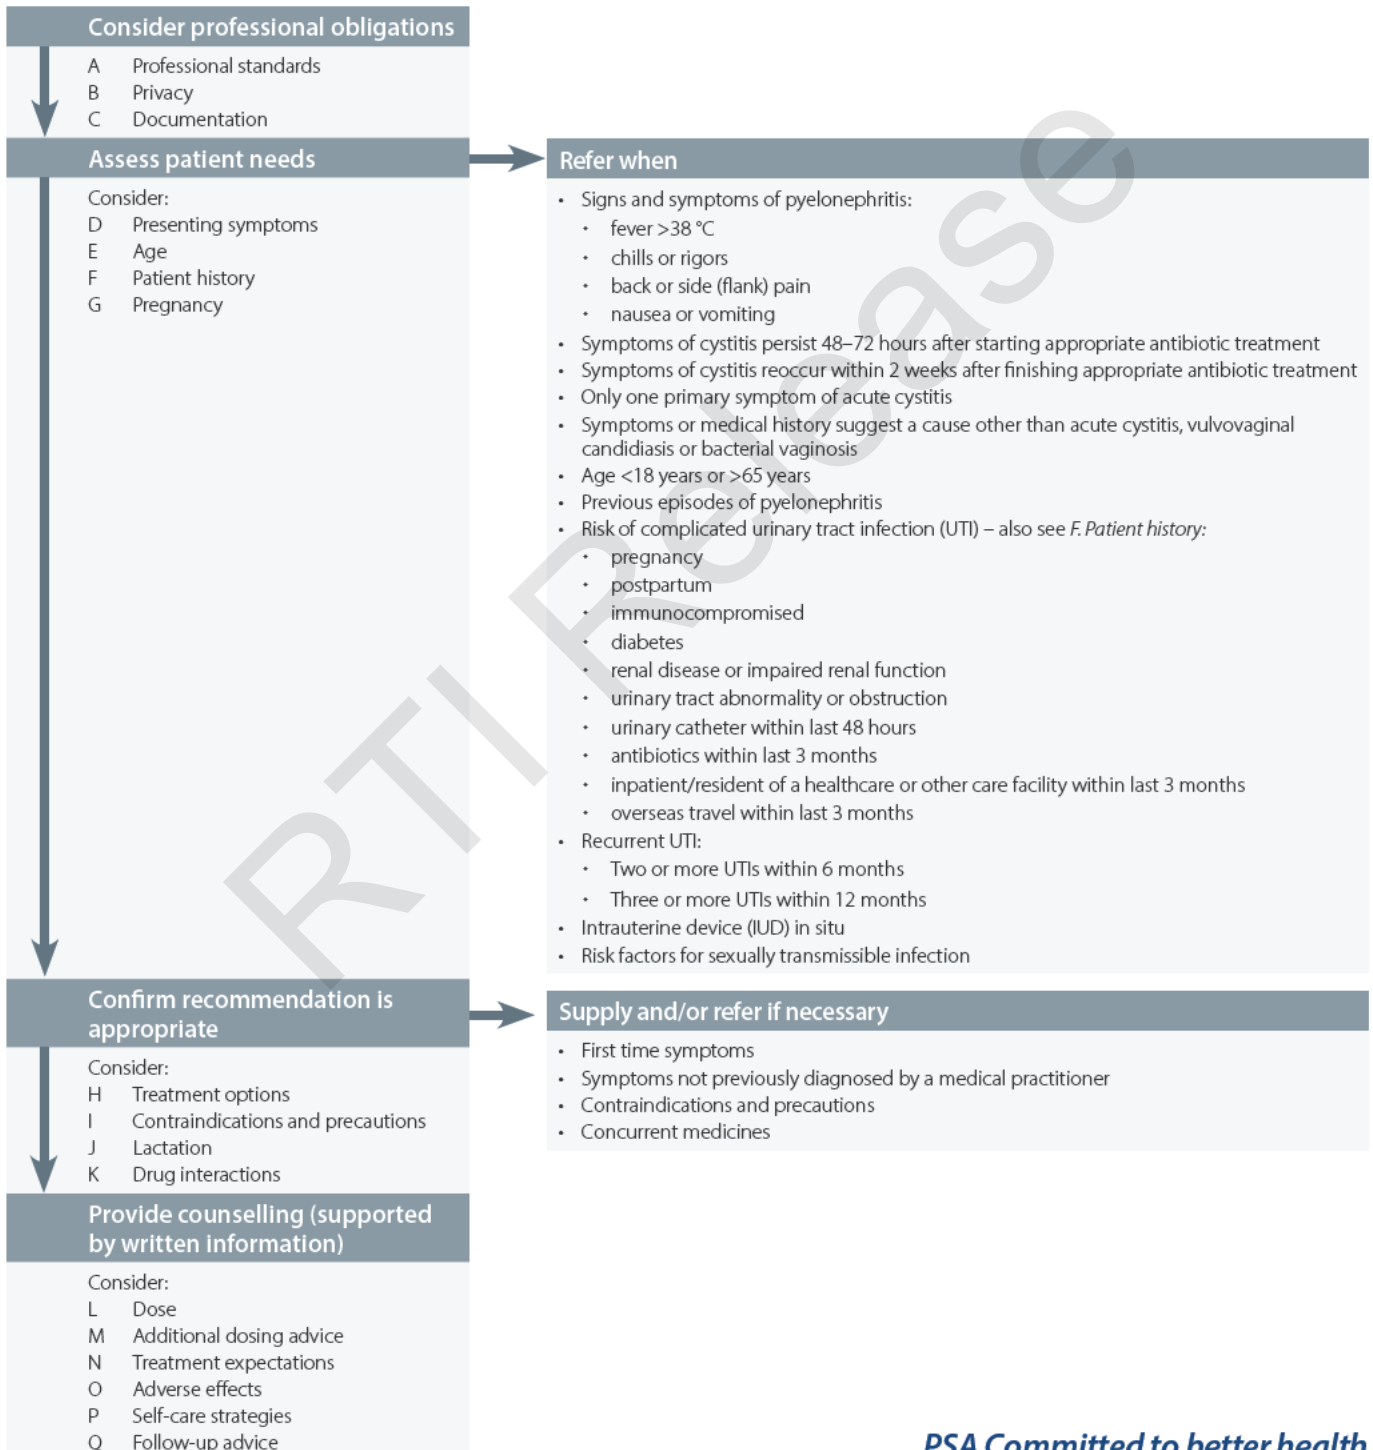 Consider professional obligations
A Professional standards
B Privacy
C Documentation
Assess patient needs
Consider:
D Presenting symptoms
E Age
F Patient history
G Pregnancy
Refer when
• Signs and symptoms of pyelonephritis:
• fever >38 °C
• chills or rigors
• back or side (flank) pain
• nausea or vomiting
• Symptoms of cystitis persist 48–72 hours after starting appropriate antibiotic treatment
• Symptoms of cystitis reoccur within 2 weeks after finishing appropriate antibiotic treatment
• Only one primary symptom of acute cystitis
• Symptoms or medical history suggest a cause other than acute cystitis, vulvovaginal
candidiasis or bacterial vaginosis
• Age <18 years or >65 years
• Previous episodes of pyelonephritis
• Risk of complicated urinary tract infection (UTI) – also see F. Patient history:
• pregnancy
• postpartum
• immunocompromised
• diabetes
• renal disease or impaired renal function
• urinary tract abnormality or obstruction
• urinary catheter within last 48 hours
• antibiotics within last 3 months
• inpatient/resident of a healthcare or other care facility within last 3 months
• overseas travel within last 3 months
• Recurrent UTI:
• Two or more UTIs within 6 months
• Three or more UTIs within 12 months
• Intrauterine device (IUD) in situ
• Risk factors for sexually transmissible infection
Confirm recommendation is
appropriate
Consider:
H Treatment options
I Contraindications and precautions
J Lactation
K Drug interactions
Supply and/or refer if necessary
• First time symptoms
• Symptoms not previously diagnosed by a medical practitioner
• Contraindications and precautions
• Concurrent medicines
Provide counselling (supported
by written information)
Consider:
L Dose
M Additional dosing advice
N Treatment expectations
O Adverse effects
P Self-care strategies
Q Follow-up advice
PSA Committed to better health
RTI Release